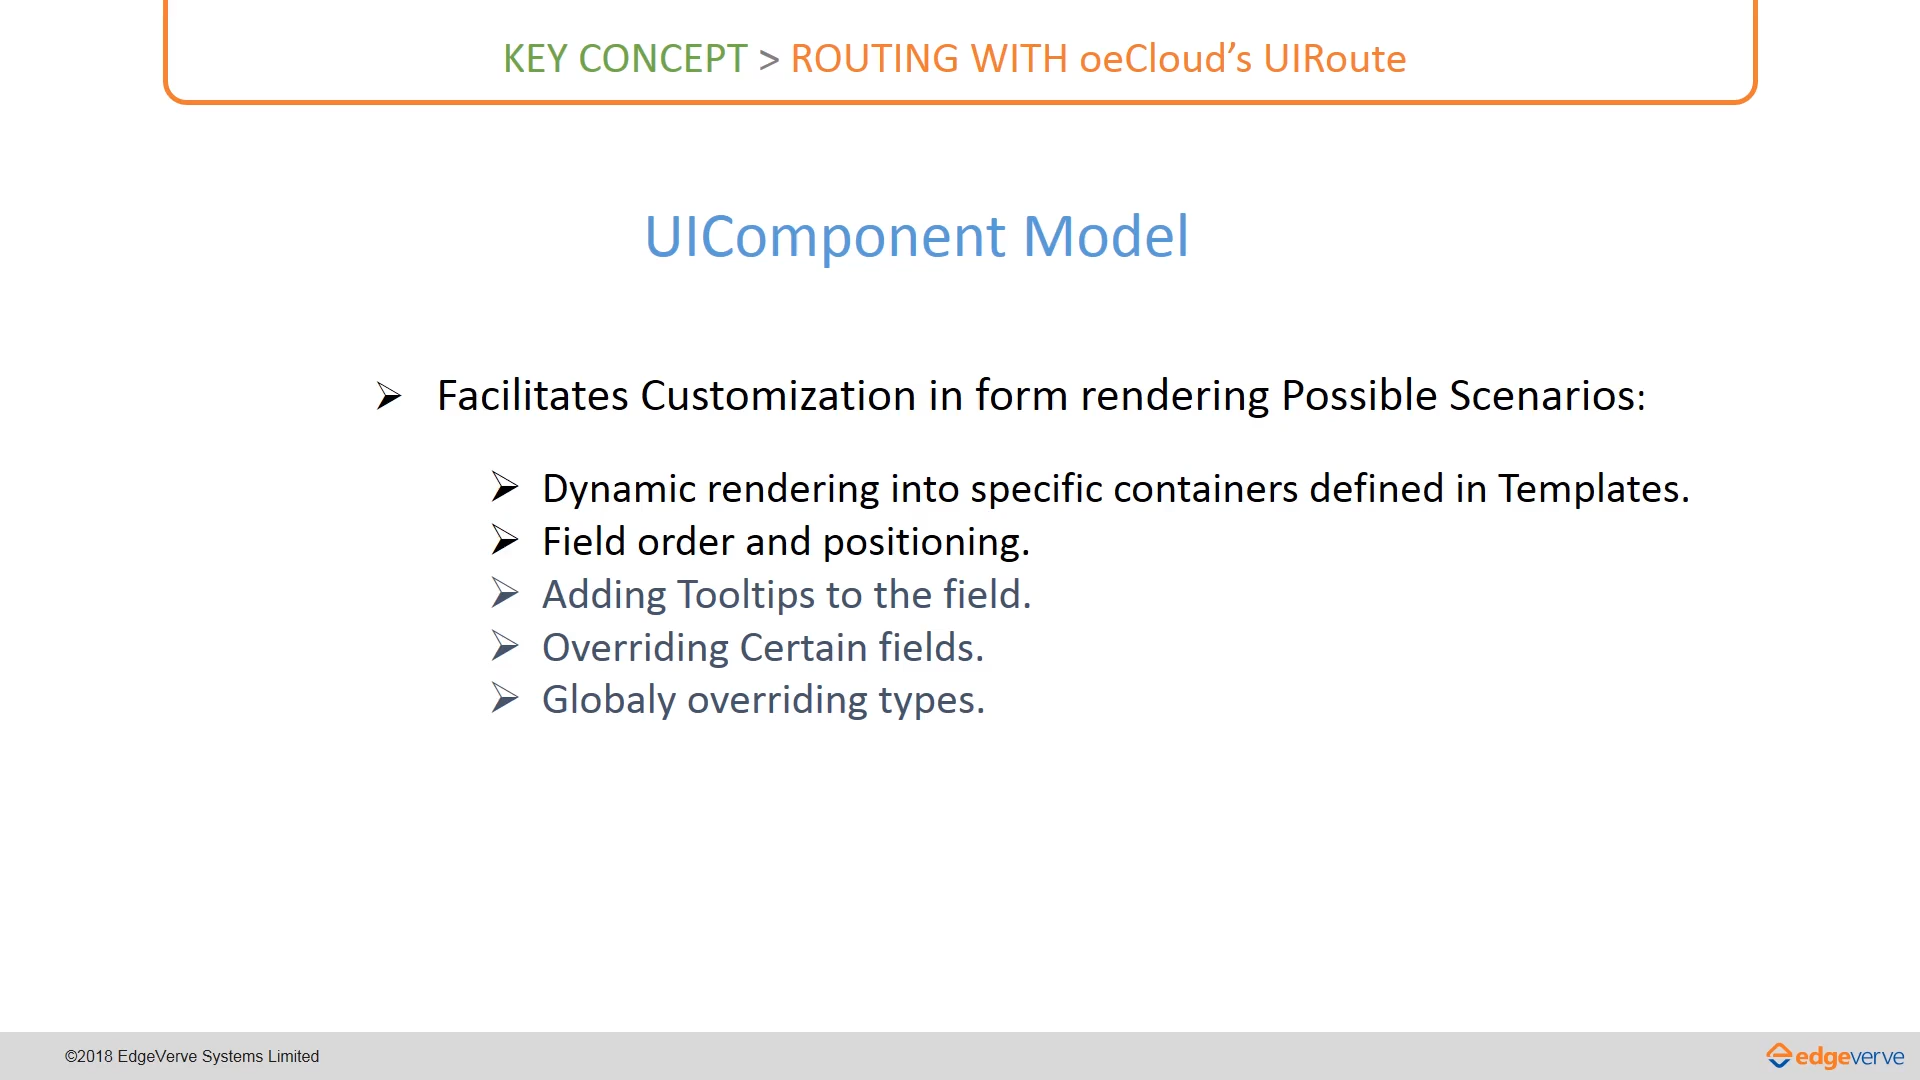 KEY CONCEPT > ROUTING WITH oeCloud’s UIRoute
UIComponent Model
➢ Facilitates Customization in form rendering Possible Scenarios:
➢ Dynamic rendering into specific containers defined in Templates.
➢ Field order and positioning.
➢ Adding Tooltips to the field.
➢ Overriding Certain fields.
➢ Globaly overriding types.
©2018 EdgeVerve Systems Limited
edgeverve